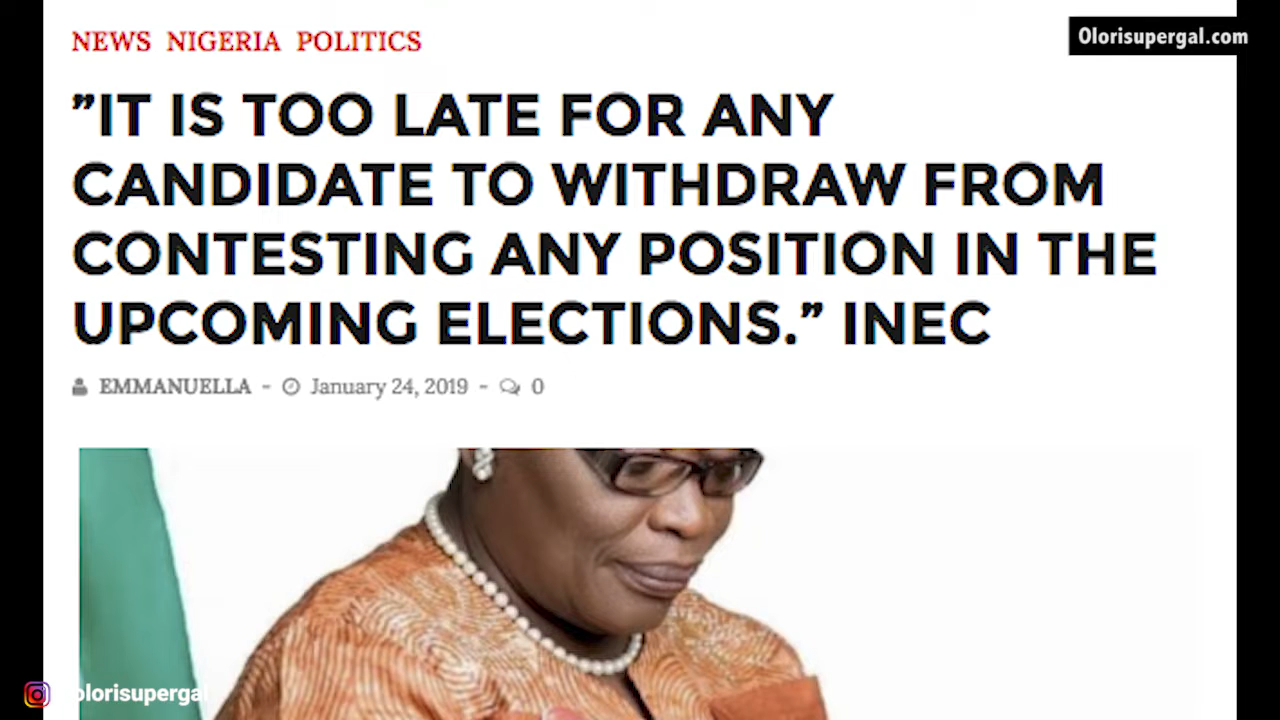 NEWS NIGERIA POLITICS
Olorisupergal.com
”IT IS TOO LATE FOR ANY
CANDIDATE TO WITHDRAW FROM
CONTESTING ANY POSITION IN THE
UPCOMING ELECTIONS.” INEC
EMMANUELLA - January 24, 2019 - 0
olorisupergal